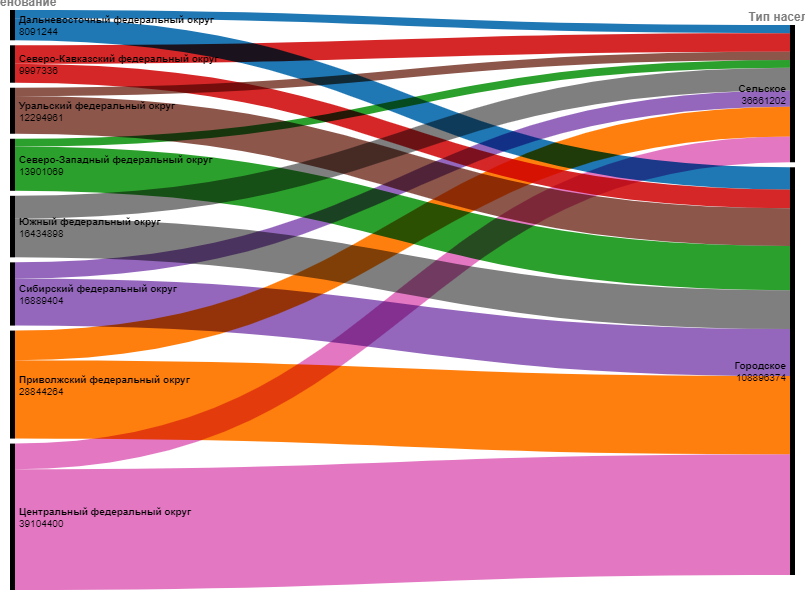 енование
Тип насел
Дальневосточный федеральный округ
8091244
Северо-Кавказский федеральный округ
9997336
Уральский федеральный округ
12294961
Северо-Западный федеральный округ
13901069
Южный федеральный округ
16434898
Сибирский федеральный округ
16889404
Приволжский федеральный округ
28844264
Центральный федеральный округ
39104400
Сельское
36661202
Городское
108896374